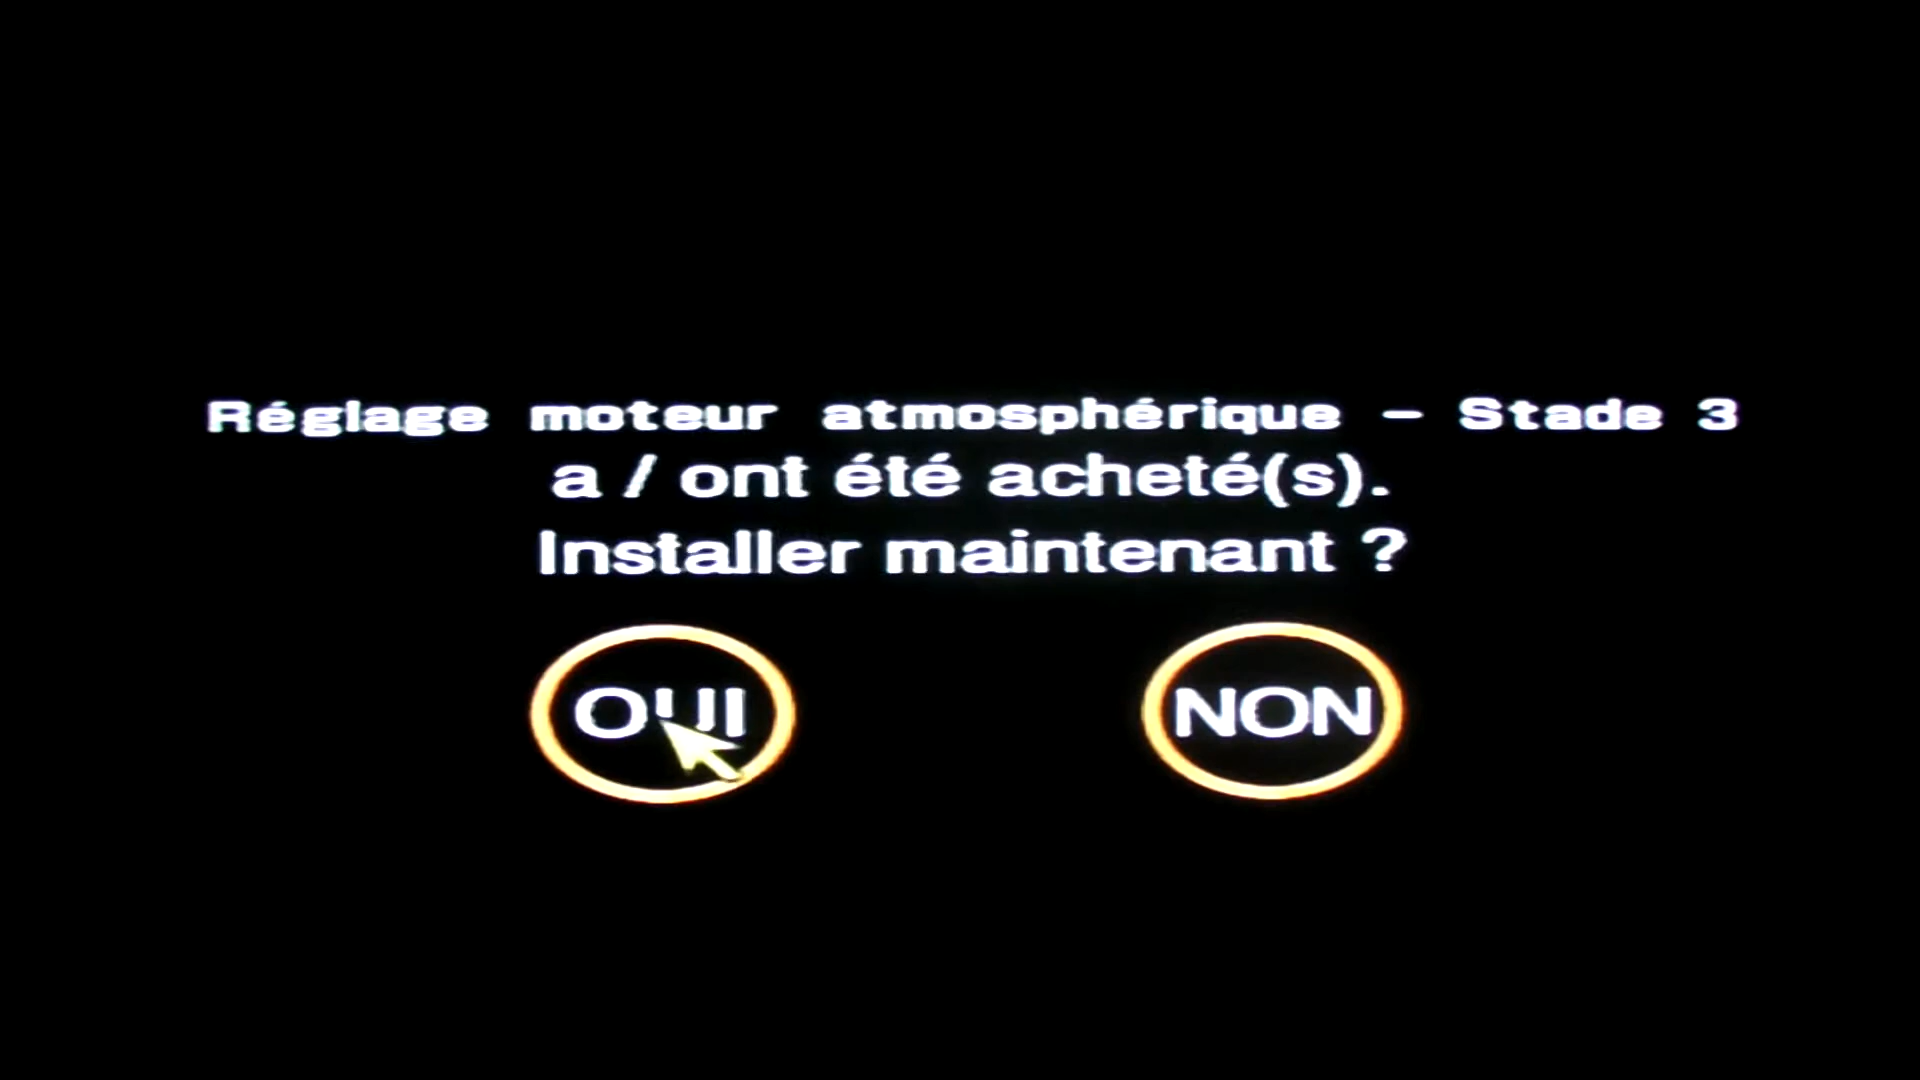 Réglage moteur atmosphérique - Stade 3
a / ont été acheté(s).
Installer maintenant ?
OUI
NON